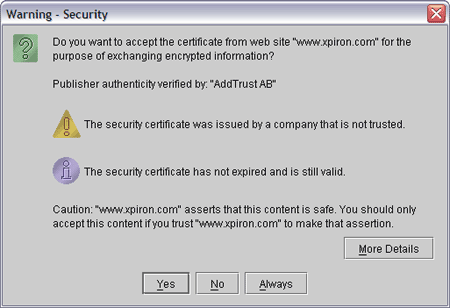 Warning - Security
Do you want to accept the certificate from web site "www.xpiron.com" for the
purpose of exchanging encrypted information?
Publisher authenticity verified by: "AddTrust AB"
The security certificate was issued by a company that is not trusted.
The security certificate has not expired and is still valid.
Caution: "www.xpiron.com" asserts that this content is safe. You should only
accept this content if you trust "www.xpiron.com" to make that assertion.
More Details
Yes No Always